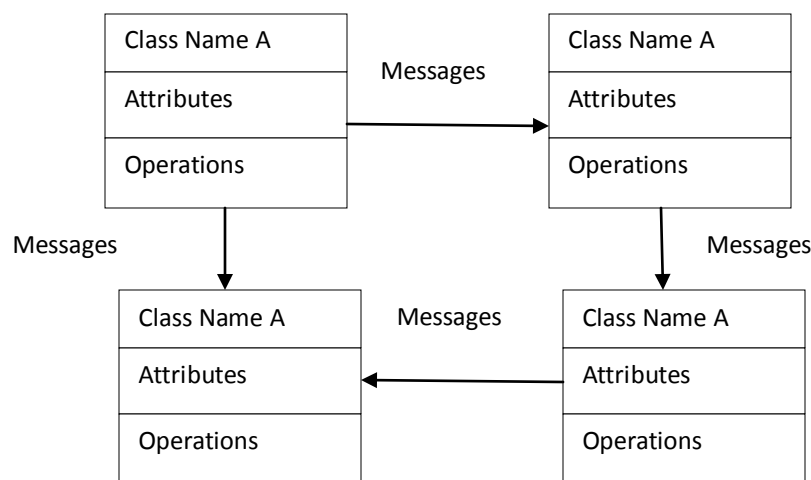 Class Name A
Attributes
Operations
Messages
Class Name A
Attributes
Operations
Messages
Messages
Class Name A
Attributes
Operations
Messages
Class Name A
Attributes
Operations